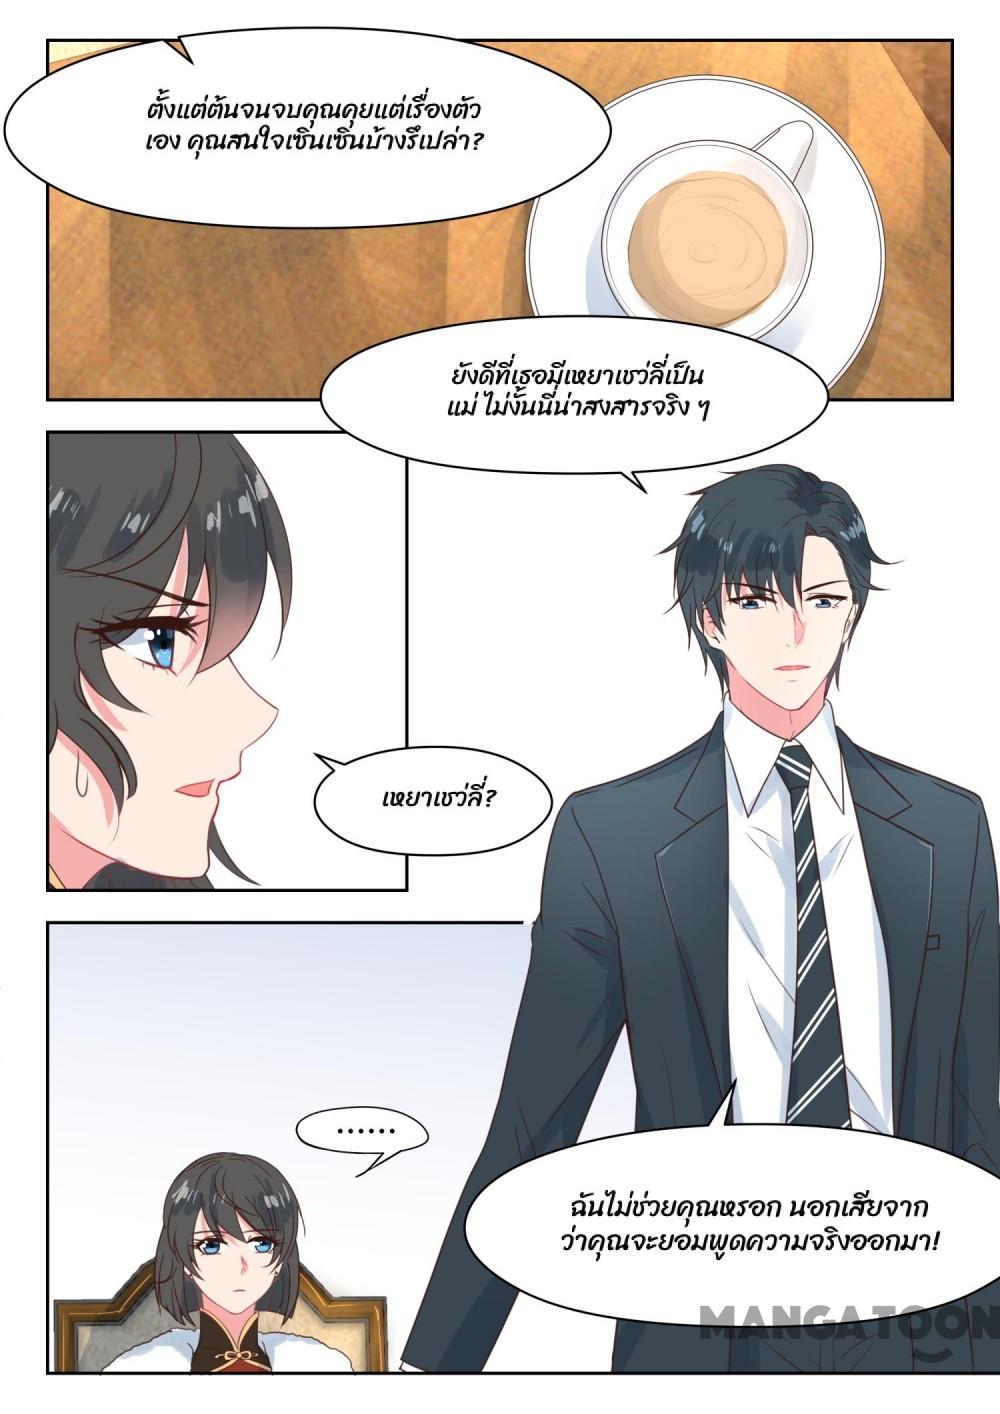 ตั้งแต่ต้นจนจบคุณคุยแต่เรื่องตัว
เอง คุณสนใจเซินเซินบ้างรึเปล่า?
ยังดีที่เธอมีเหยาเชว่ลี่เป็น
แม่ ไม่งั้นนี่น่าสงสารจริง ๆ
เหยาเชว่ลี่?
......
ฉันไม่ช่วยคุณหรอก นอกเสียจาก
ว่าคุณจะยอมพูดความจริงออกมา!
MANGATOON